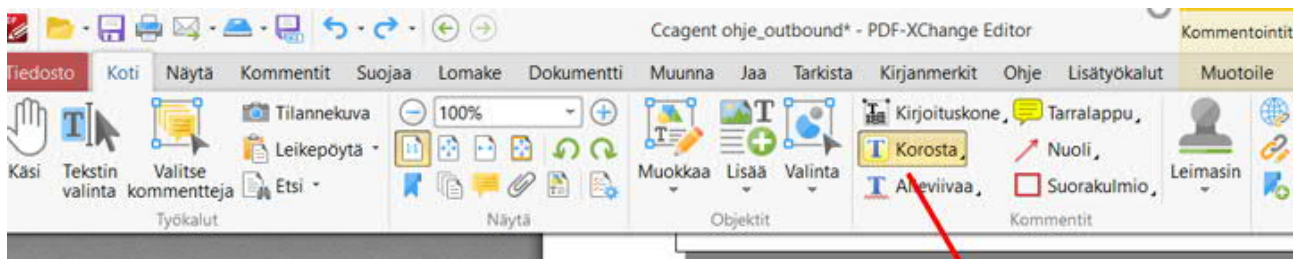 Ccagent ohje_outbound* - PDF-XChange Editor
Tiedosto Koti Näytä Kommentit Suojaa Lomake Dokumentti Muunna Jaa Tarkista Kirjanmerkit Ohje Lisätyökalut Muotoile
Käsi
Tekstin valinta
Valitse kommentteja
Tilannekuva
Leikepöytä
Etsi
Työkalut
100%
Näytä
Muokkaa
Lisää
Valinta
Objektit
Kirjoituskone
Korosta
Tarralappu
Nuoli
Suorakulmio
Leimasin
Kommentit